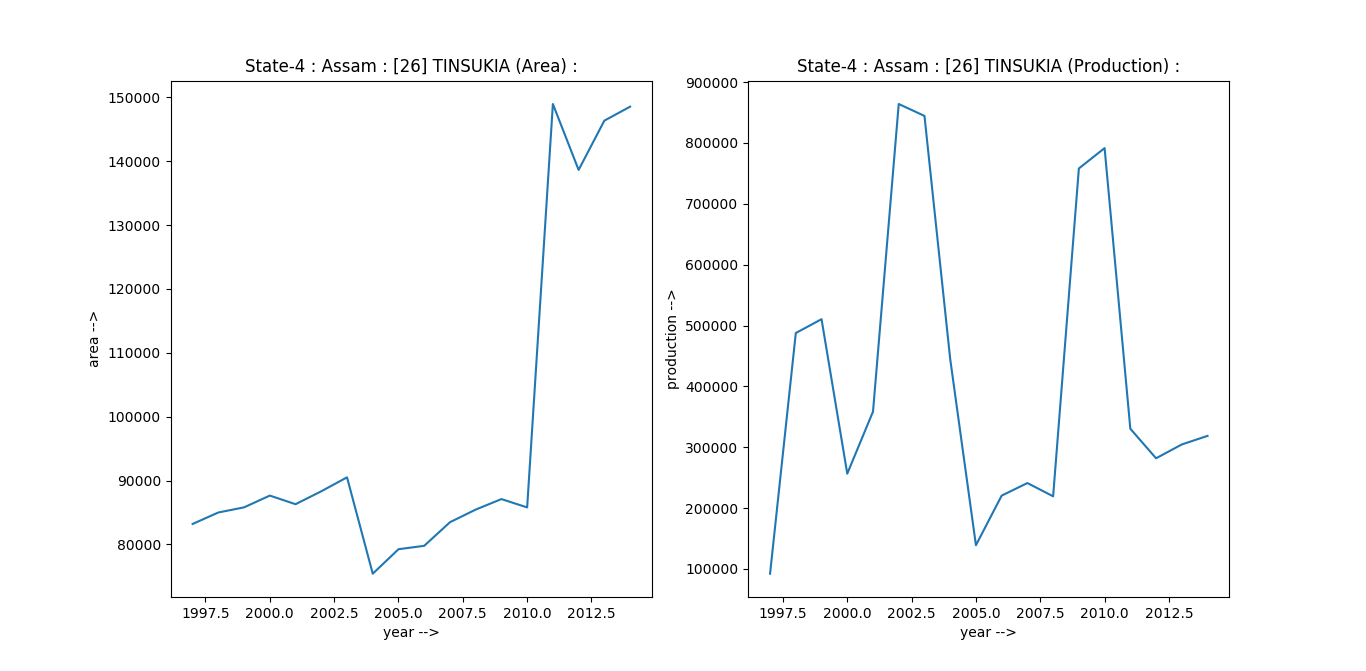 State-4 : Assam : [26] TINSUKIA (Area) :
150000
140000
130000
120000
110000
100000
90000
80000
area -->
1997.5 2000.0 2002.5 2005.0 2007.5 2010.0 2012.5
year -->
State-4 : Assam : [26] TINSUKIA (Production) :
900000
800000
700000
600000
500000
400000
300000
200000
100000
production -->
1997.5 2000.0 2002.5 2005.0 2007.5 2010.0 2012.5
year -->